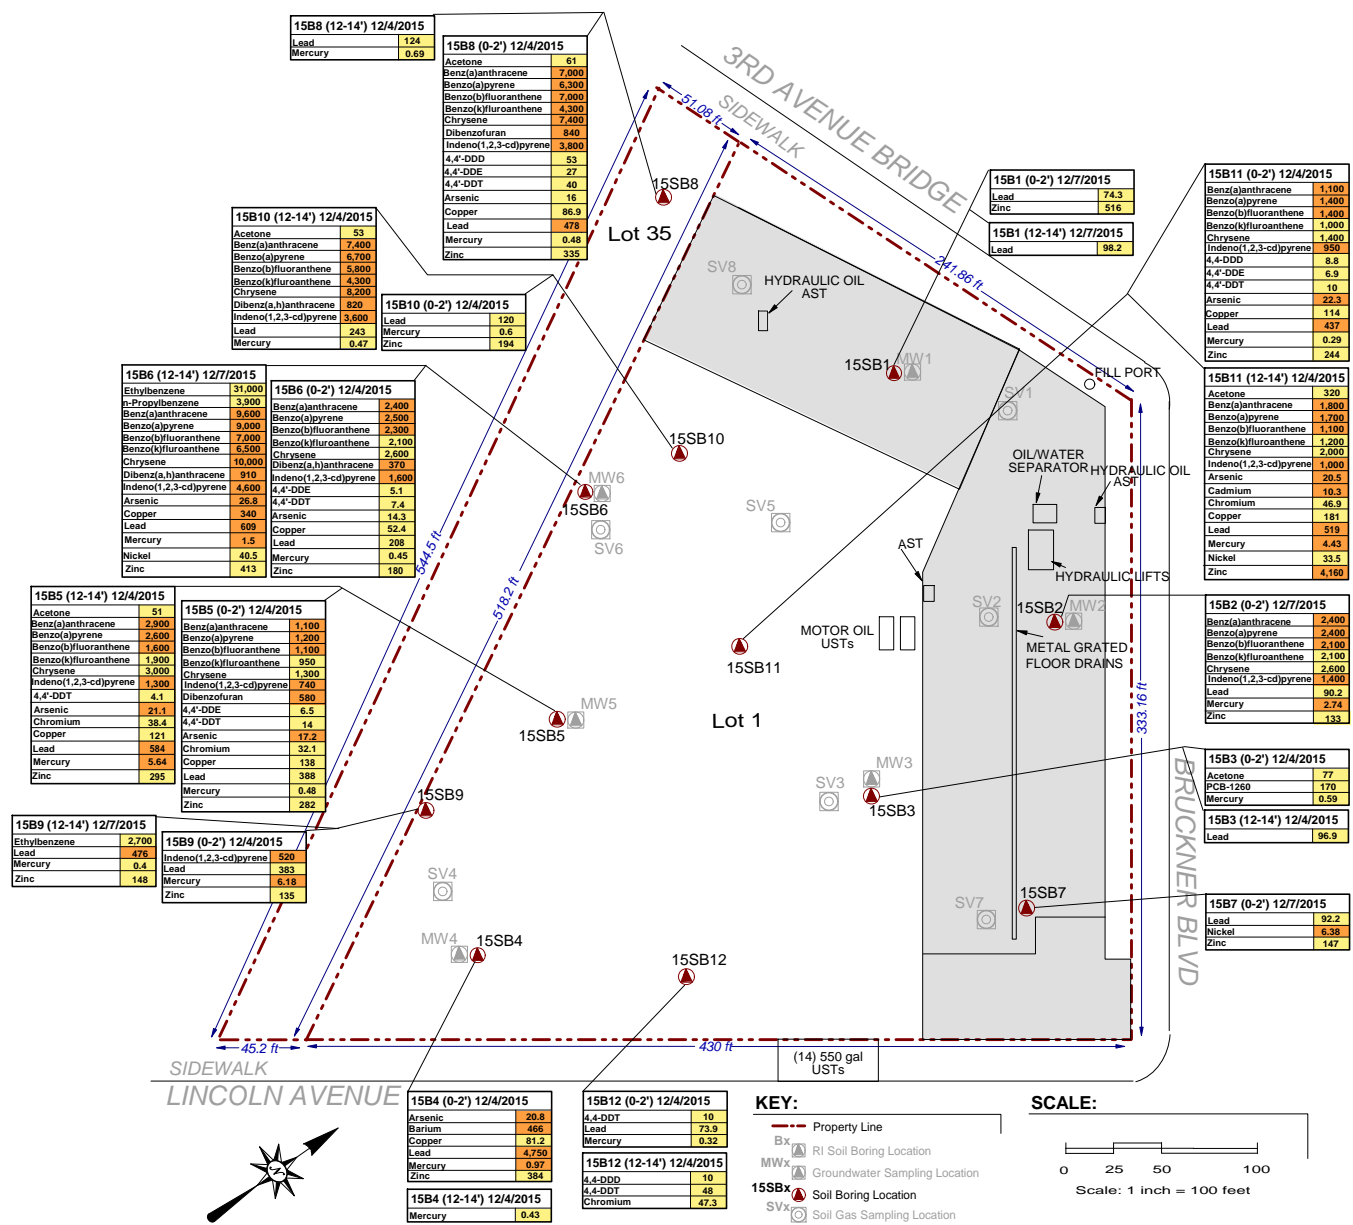 15B8 (12-14') 12/4/2015
Lead 124
Mercury 0.69
15B8 (0-2') 12/4/2015
Acetone 61
Benz(a)anthracene 7,000
Benzo(a)pyrene 6,300
Benzo(b)fluoranthene 7,000
Benzo(k)fluroanthene 4,300
Chrysene 7,400
Dibenzofuran 840
Indeno(1,2,3-cd)pyrene 3,800
4,4'-DDD 53
4,4'-DDE 27
4,4'-DDT 40
Arsenic 16
Copper 86.9
Lead 478
Mercury 0.48
Zinc 335
15B10 (12-14') 12/4/2015
Acetone 53
Benz(a)anthracene 7,400
Benzo(a)pyrene 6,700
Benzo(b)fluoranthene 5,800
Benzo(k)fluroanthene 4,300
Chrysene 8,200
Dibenz(a,h)anthracene 820
Indeno(1,2,3-cd)pyrene 3,600
Lead 243
Mercury 0.47
15B10 (0-2') 12/4/2015
Lead 120
Mercury 0.6
Zinc 194
15B6 (12-14') 12/7/2015
Ethylbenzene 31,000
n-Propylbenzene 3,900
Benz(a)anthracene 9,600
Benzo(a)pyrene 9,000
Benzo(b)fluoranthene 7,000
Benzo(k)fluroanthene 6,500
Chrysene 10,000
Dibenz(a,h)anthracene 910
Indeno(1,2,3-cd)pyrene 4,600
Arsenic 26.8
Copper 340
Lead 609
Mercury 1.5
Nickel 40.5
Zinc 413
15B6 (0-2') 12/4/2015
Benz(a)anthracene 2,400
Benzo(a)pyrene 2,500
Benzo(b)fluoranthene 2,300
Benzo(k)fluroanthene 2,100
Chrysene 2,600
Dibenz(a,h)anthracene 370
Indeno(1,2,3-cd)pyrene 1,600
4,4'-DDE 5.1
4,4'-DDT 7.4
Arsenic 14.3
Copper 52.4
Lead 208
Mercury 0.45
Zinc 180
15B5 (12-14') 12/4/2015
Acetone 51
Benz(a)anthracene 2,900
Benzo(a)pyrene 2,600
Benzo(b)fluoranthene 1,600
Benzo(k)fluroanthene 1,900
Chrysene 3,000
Indeno(1,2,3-cd)pyrene 1,300
4,4'-DDT 4.1
Arsenic 21.1
Chromium 38.4
Copper 121
Lead 584
Mercury 5.64
Zinc 295
15B5 (0-2') 12/4/2015
Benz(a)anthracene 1,100
Benzo(a)pyrene 1,200
Benzo(b)fluoranthene 1,100
Benzo(k)fluroanthene 950
Chrysene 1,300
Indeno(1,2,3-cd)pyrene 740
Dibenzofuran 580
4,4'-DDE 6.5
4,4'-DDT 14
Arsenic 17.2
Chromium 32.1
Copper 138
Lead 388
Mercury 0.48
Zinc 282
15B9 (12-14') 12/7/2015
Ethylbenzene 2,700
Lead 476
Mercury 0.4
Zinc 148
15B9 (0-2') 12/4/2015
Indeno(1,2,3-cd)pyrene 520
Lead 383
Mercury 6.18
Zinc 135
15B1 (0-2') 12/7/2015
Lead 74.3
Zinc 516
15B1 (12-14') 12/7/2015
Lead 98.2
15B11 (0-2') 12/4/2015
Benz(a)anthracene 1,100
Benzo(a)pyrene 1,400
Benzo(b)fluoranthene 1,400
Benzo(k)fluroanthene 1,000
Chrysene 1,400
Indeno(1,2,3-cd)pyrene 950
4,4-DDD 8.8
4,4'-DDE 6.9
4,4'-DDT 10
Arsenic 22.3
Copper 114
Lead 437
Mercury 0.29
Zinc 244
15B11 (12-14') 12/4/2015
Acetone 320
Benz(a)anthracene 1,800
Benzo(a)pyrene 1,700
Benzo(b)fluoranthene 1,100
Benzo(k)fluroanthene 1,200
Chrysene 2,000
Indeno(1,2,3-cd)pyrene 1,000
Arsenic 20.5
Cadmium 10.3
Chromium 46.9
Copper 181
Lead 519
Mercury 4.43
Nickel 33.5
Zinc 4,160
15B2 (0-2') 12/7/2015
Benz(a)anthracene 2,400
Benzo(a)pyrene 2,400
Benzo(b)fluoranthene 2,100
Benzo(k)fluoranthene 2,100
Chrysene 2,600
Indeno(1,2,3-cd)pyrene 1,400
Lead 90.2
Mercury 2.74
Zinc 133
15B3 (0-2') 12/4/2015
Acetone 77
PCB-1260 170
Mercury 0.59
15B3 (12-14') 12/4/2015
Lead 96.9
15B7 (0-2') 12/7/2015
Lead 92.2
Nickel 6.38
Zinc 147
3RD AVENUE BRIDGE
SIDEWALK
51.08 ft
241.86 ft
15SB8
Lot 35
SV8
HYDRAULIC OIL
AST
15SB1
MW1
FILL PORT
SV1
15SB10
OIL/WATER
SEPARATOR
HYDRAULIC OIL
AST
MW6
15SB6
SV6
SV5
544.5 ft
518.2 ft
AST
HYDRAULIC LIFTS
SV2
15SB2
MW2
MOTOR OIL
USTs
METAL GRATED
FLOOR DRAINS
15SB11
MW5
15SB5
Lot 1
333.16 ft
MW3
SV3
15SB3
15SB9
BRUCKNER BLVD
SV4
SV7
15SB7
MW4
15SB4
15SB12
45.2 ft
430 ft
(14) 550 gal
USTs
SIDEWALK
LINCOLN AVENUE
N
15B4 (0-2') 12/4/2015
Arsenic 20.8
Barium 466
Copper 81.2
Lead 4,750
Mercury 0.97
Zinc 384
15B4 (12-14') 12/4/2015
Mercury 0.43
15B12 (0-2') 12/4/2015
4,4-DDT 10
Lead 73.9
Mercury 0.32
15B12 (12-14') 12/4/2015
4,4-DDD 10
4,4-DDT 48
Chromium 47.3
KEY:
Property Line
Bx RI Soil Boring Location
MWx Groundwater Sampling Location
15SBx Soil Boring Location
SVx Soil Gas Sampling Location
SCALE:
0 25 50 100
Scale: 1 inch = 100 feet